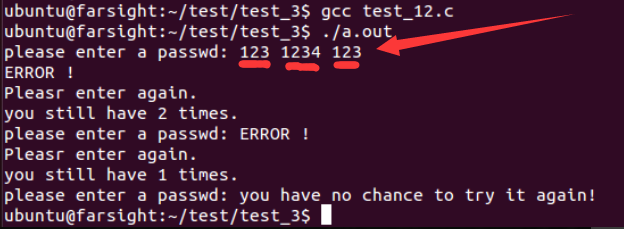 ubuntu@farsight:~/test/test_3$ gcc test_12.c
ubuntu@farsight:~/test/test_3$ ./a.out
please enter a passwd: 123 1234 123
ERROR !
Pleasr enter again.
you still have 2 times.
please enter a passwd: ERROR !
Pleasr enter again.
you still have 1 times.
please enter a passwd: you have no chance to try it again!
ubuntu@farsight:~/test/test_3$